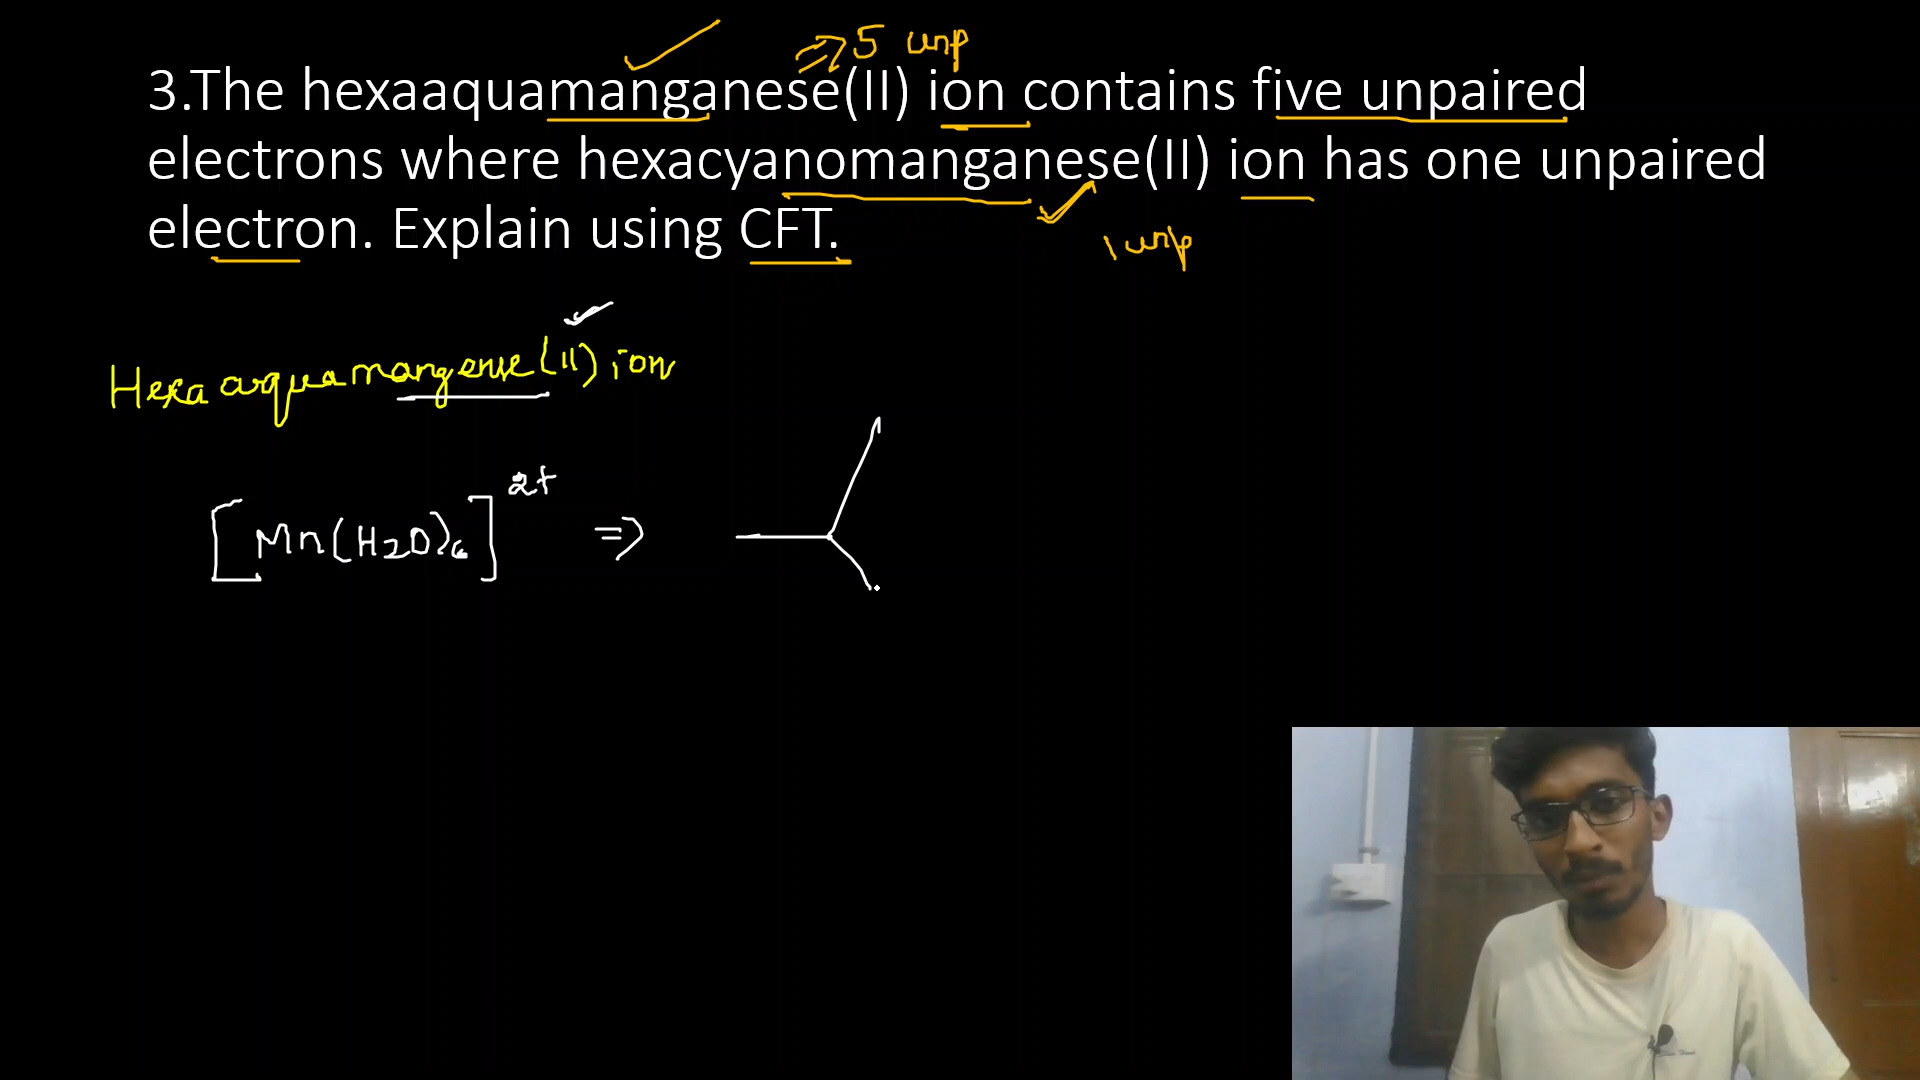 ⇒ 5 unp
3.The hexaaquamanganese(II) ion contains five unpaired
electrons where hexacyanomanganese(II) ion has one unpaired
electron. Explain using CFT.
1 unp
Hexa aqua mangense (II) ion
[Mn(H2O)6]2+ ⇒